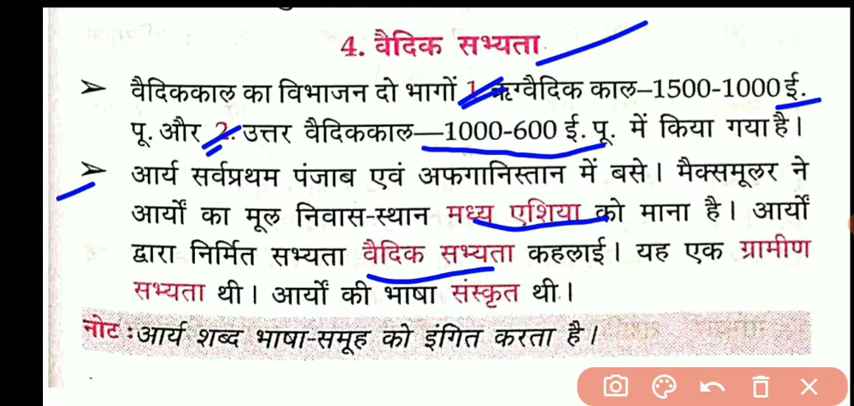 4. वैदिक सभ्यता
➤ वैदिककाल का विभाजन दो भागों 1. ऋग्वैदिक काल–1500-1000 ई.
पू. और 2. उत्तर वैदिककाल—1000-600 ई. पू. में किया गया है।
➤ आर्य सर्वप्रथम पंजाब एवं अफगानिस्तान में बसे। मैक्समूलर ने
आर्यों का मूल निवास-स्थान मध्य एशिया को माना है। आर्यों
द्वारा निर्मित सभ्यता वैदिक सभ्यता कहलाई। यह एक ग्रामीण
सभ्यता थी। आर्यों की भाषा संस्कृत थी।
नोट : आर्य शब्द भाषा-समूह को इंगित करता है।